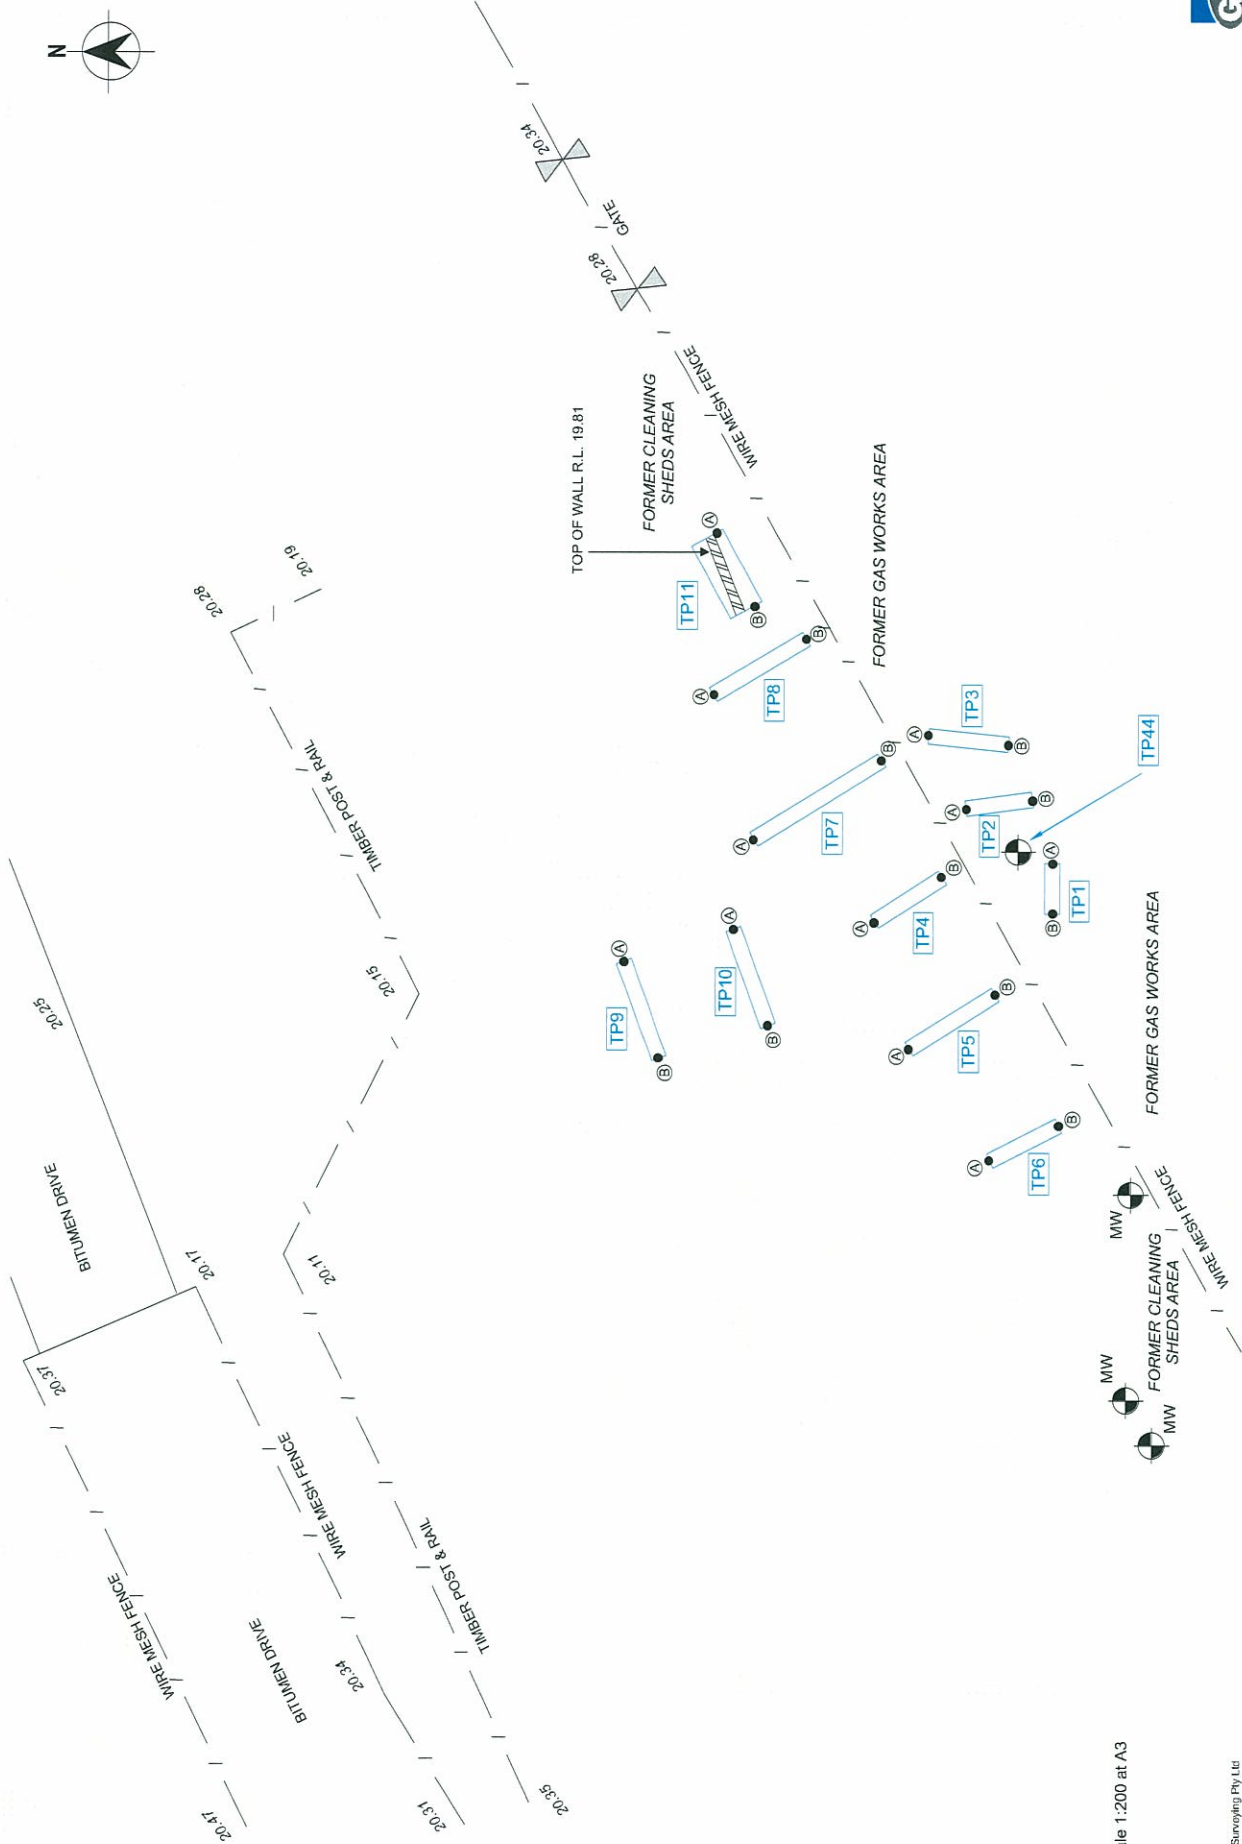 N
20.34
GATE
20.28
WIRE MESH FENCE
FORMER CLEANING
SHEDS AREA
TOP OF WALL R.L. 19.81
TP11
A
B
FORMER GAS WORKS AREA
20.19
20.28
TIMBER POST & RAIL
20.15
20.25
BITUMEN DRIVE
20.17
20.11
20.37
WIRE MESH FENCE
WIRE MESH FENCE
BITUMEN DRIVE
20.34
TIMBER POST & RAIL
20.47
20.31
20.35
A
TP8
B
A
TP7
B
A
TP3
B
A
TP2
B
TP44
A
TP1
B
A
TP4
B
A
TP9
B
A
TP10
B
A
TP5
B
A
TP6
B
FORMER GAS WORKS AREA
MW
WIRE MESH FENCE
FORMER CLEANING
SHEDS AREA
MW
MW
le 1:200 at A3
Surveying Pty Ltd
G